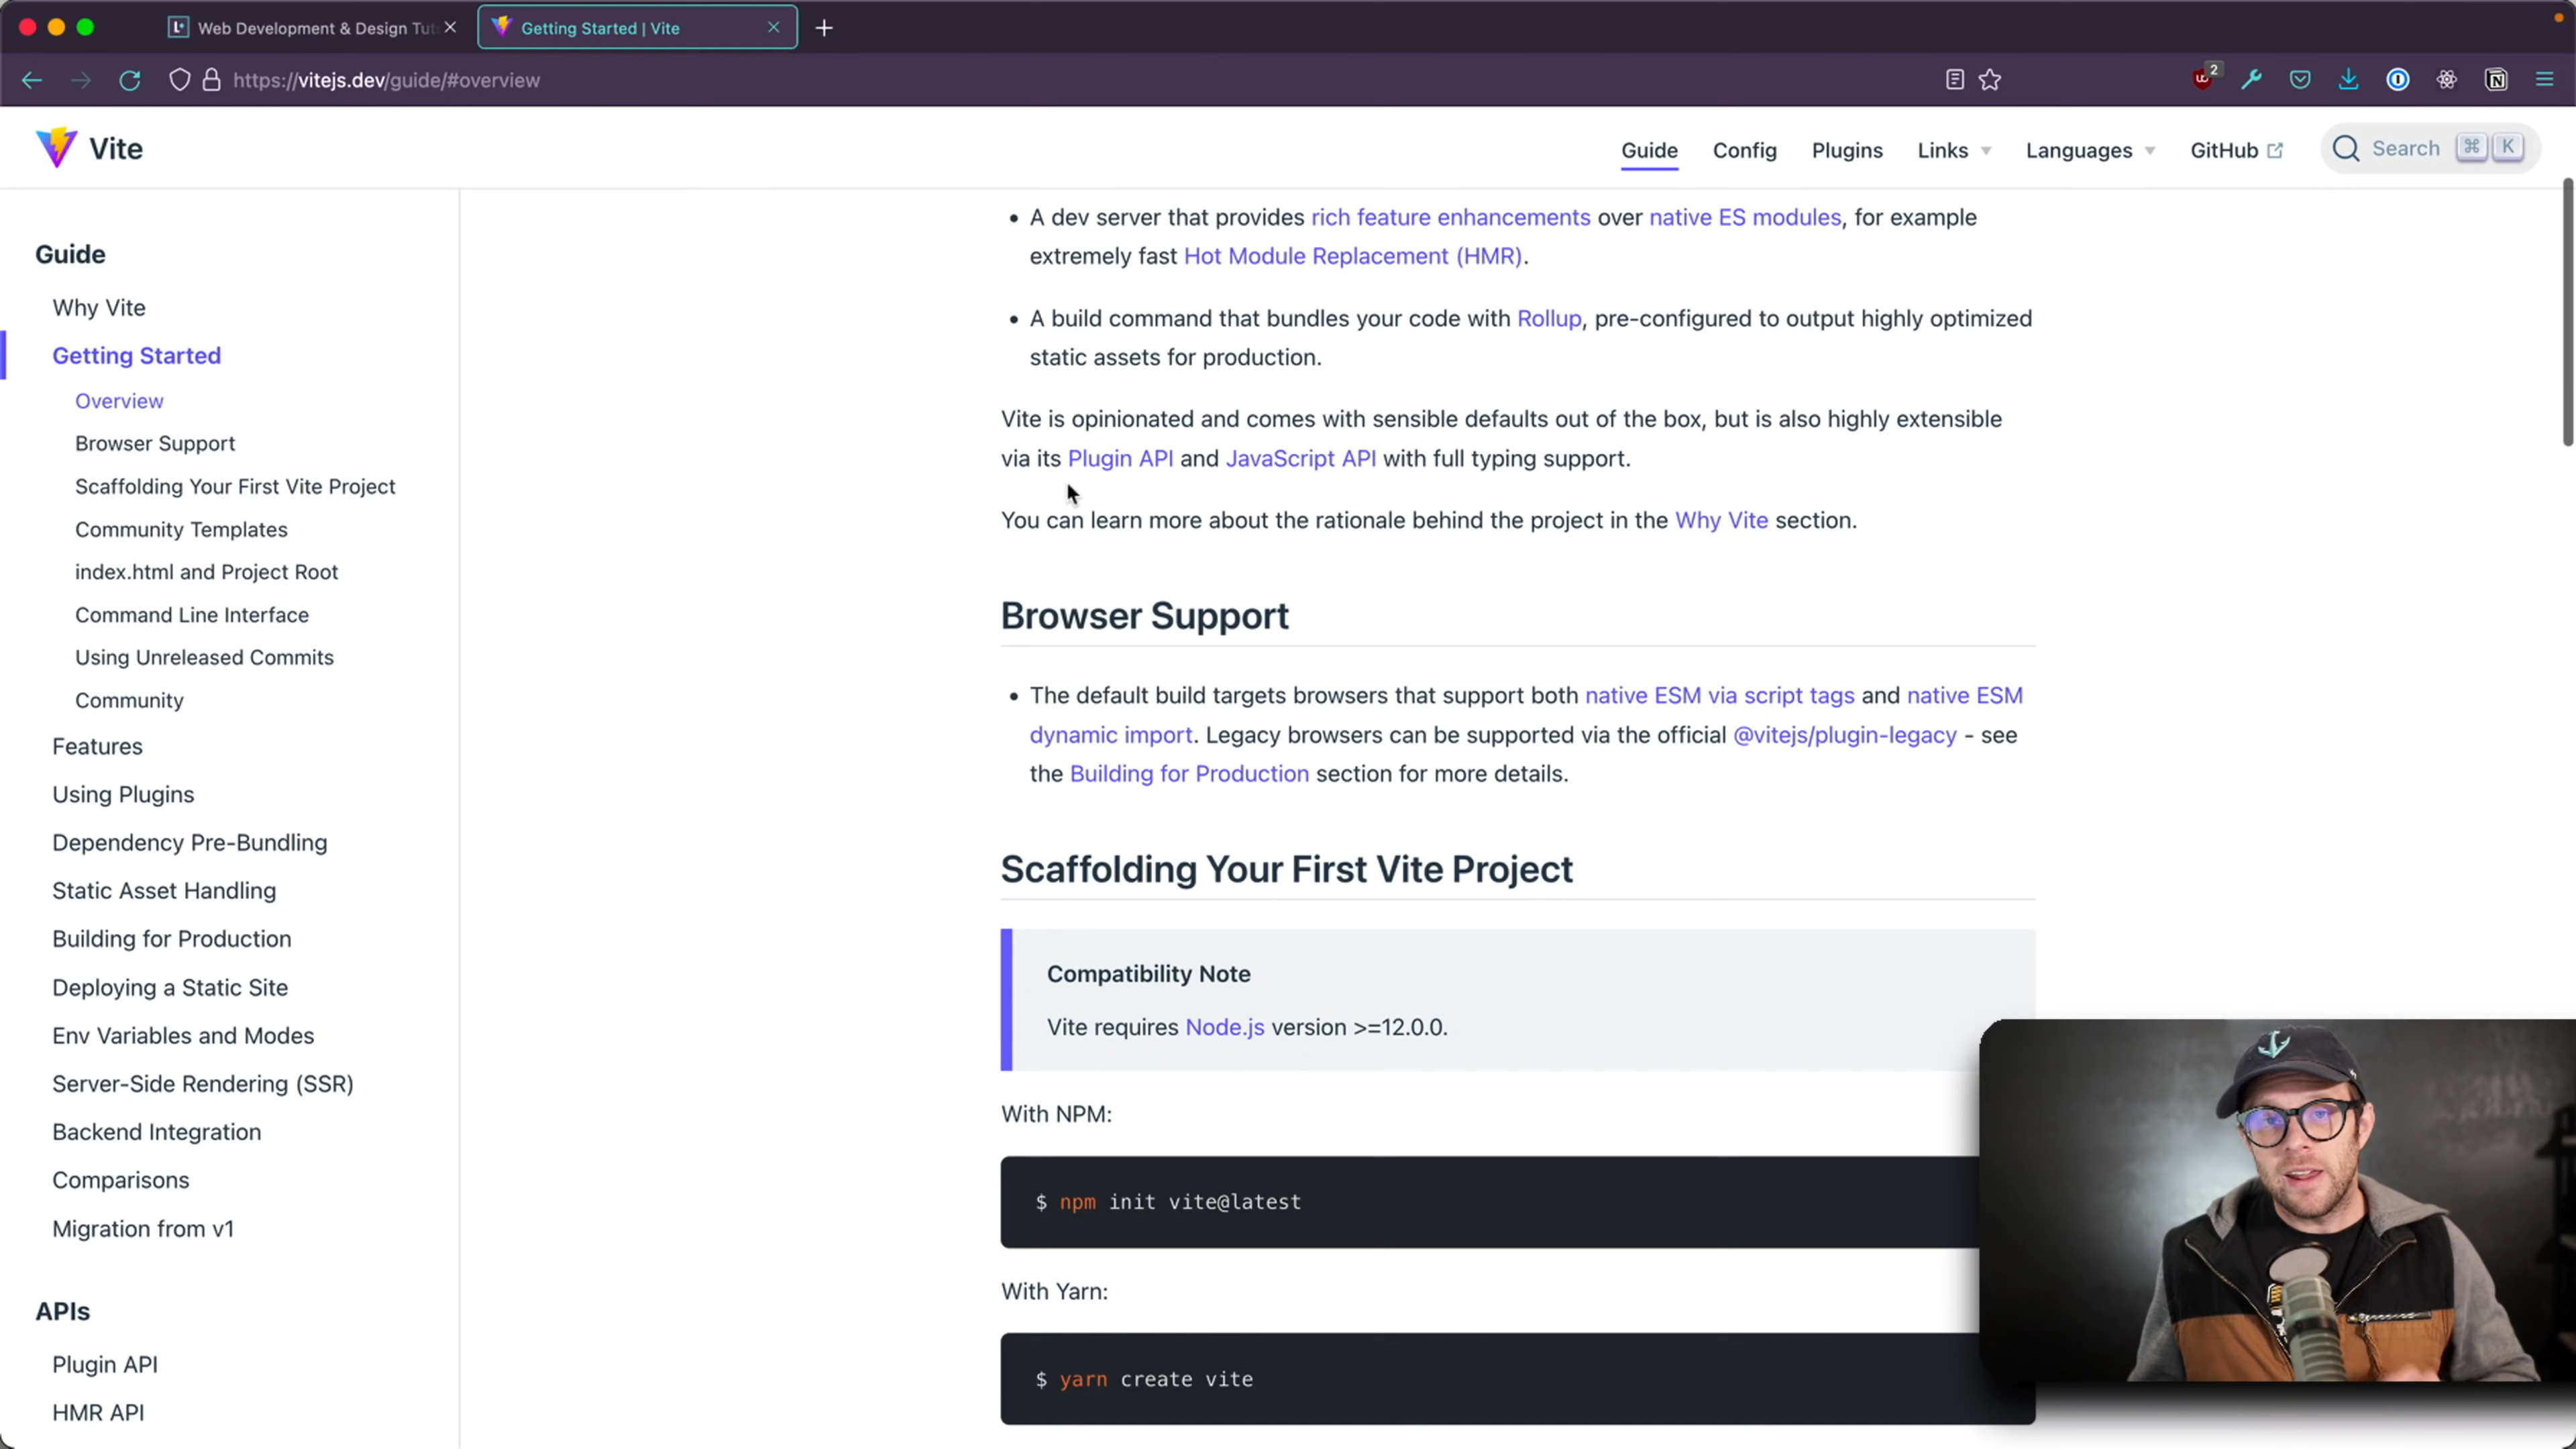 Web Development & Design Tut
Getting Started | Vite
https://vitejs.dev/guide/#overview
2
Vite
Guide
Config
Plugins
Links
Languages
GitHub
Search
⌘ K
Guide
Why Vite
Getting Started
Overview
Browser Support
Scaffolding Your First Vite Project
Community Templates
index.html and Project Root
Command Line Interface
Using Unreleased Commits
Community
Features
Using Plugins
Dependency Pre-Bundling
Static Asset Handling
Building for Production
Deploying a Static Site
Env Variables and Modes
Server-Side Rendering (SSR)
Backend Integration
Comparisons
Migration from v1
APIs
Plugin API
HMR API
• A dev server that provides rich feature enhancements over native ES modules, for example
extremely fast Hot Module Replacement (HMR).
• A build command that bundles your code with Rollup, pre-configured to output highly optimized
static assets for production.
Vite is opinionated and comes with sensible defaults out of the box, but is also highly extensible
via its Plugin API and JavaScript API with full typing support.
You can learn more about the rationale behind the project in the Why Vite section.
Browser Support
• The default build targets browsers that support both native ESM via script tags and native ESM
dynamic import. Legacy browsers can be supported via the official @vitejs/plugin-legacy - see
the Building for Production section for more details.
Scaffolding Your First Vite Project
Compatibility Note
Vite requires Node.js version >=12.0.0.
With NPM:
$ npm init vite@latest
With Yarn:
$ yarn create vite